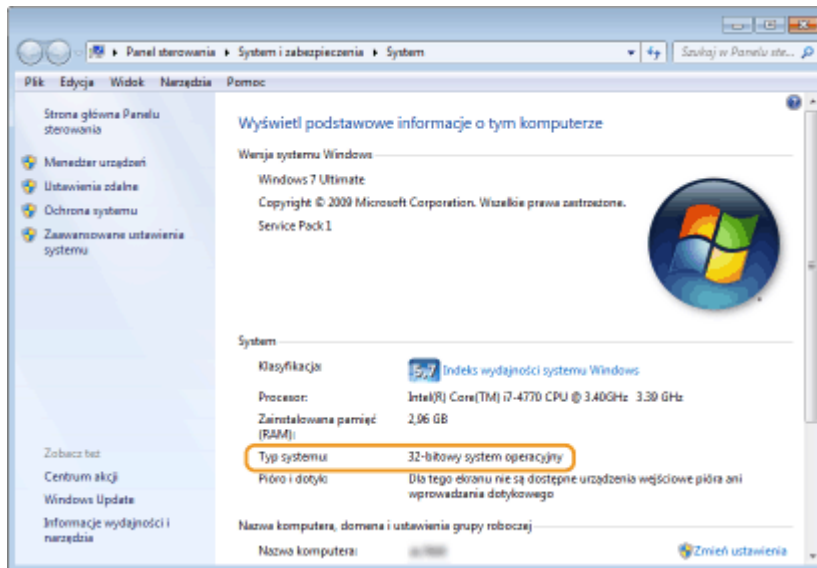 Panel sterowania ▸ System i zabezpieczenia ▸ System
Szukaj w Panelu ste...
Plik Edycja Widok Narzędzia Pomoc
Strona główna Panelu
sterowania
Menedżer urządzeń
Ustawienia zdalne
Ochrona systemu
Zaawansowane ustawienia
systemu
Zobacz też
Centrum akcji
Windows Update
Informacje wydajności i
narzędzia
Wyświetl podstawowe informacje o tym komputerze
Wersja systemu Windows
Windows 7 Ultimate
Copyright © 2009 Microsoft Corporation. Wszelkie prawa zastrzeżone.
Service Pack 1
System
Klasyfikacja:
5,7 Indeks wydajności systemu Windows
Procesor: Intel(R) Core(TM) i7-4770 CPU @ 3.40GHz 3.39 GHz
Zainstalowana pamięć 2,96 GB
(RAM):
Typ systemu: 32-bitowy system operacyjny
Pióro i dotyk: Dla tego ekranu nie są dostępne urządzenia wejściowe pióra ani
wprowadzania dotykowego
Nazwa komputera, domena i ustawienia grupy roboczej
Nazwa komputera:
Zmień ustawienia